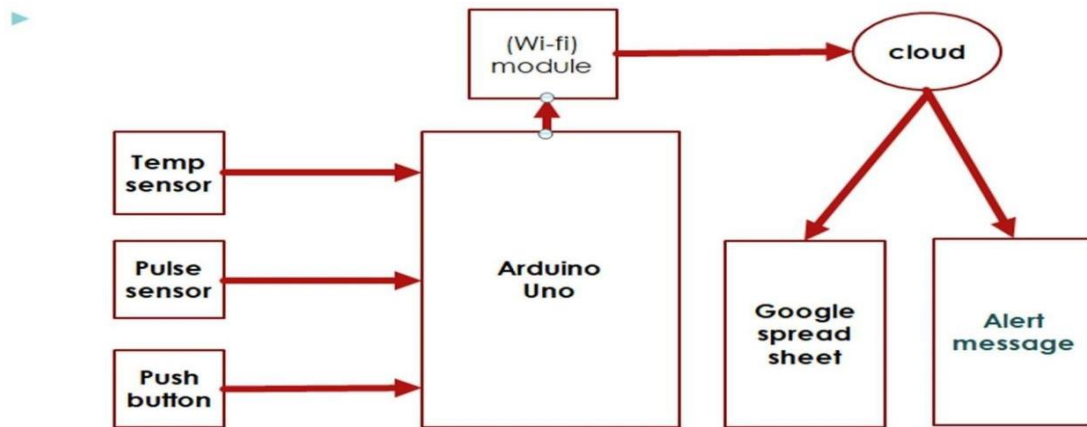 (Wi-fi)
module
cloud
Temp
sensor
Pulse
sensor
Push
button
Arduino
Uno
Google
spread
sheet
Alert
message